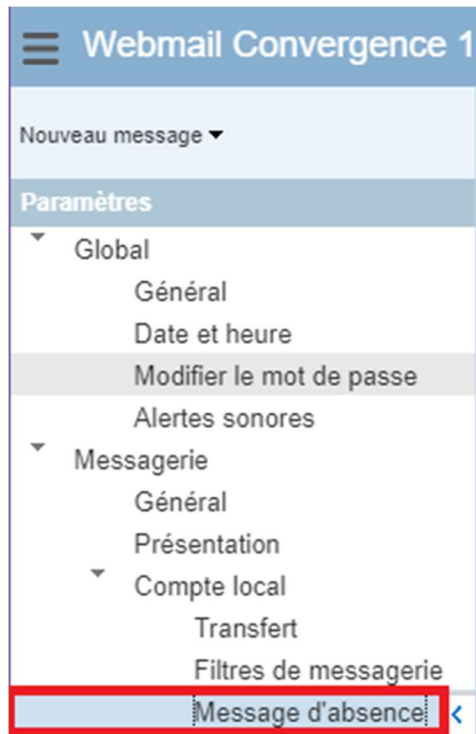 Webmail Convergence 1
Nouveau message
Paramètres
Global
Général
Date et heure
Modifier le mot de passe
Alertes sonores
Messagerie
Général
Présentation
Compte local
Transfert
Filtres de messagerie
Message d'absence